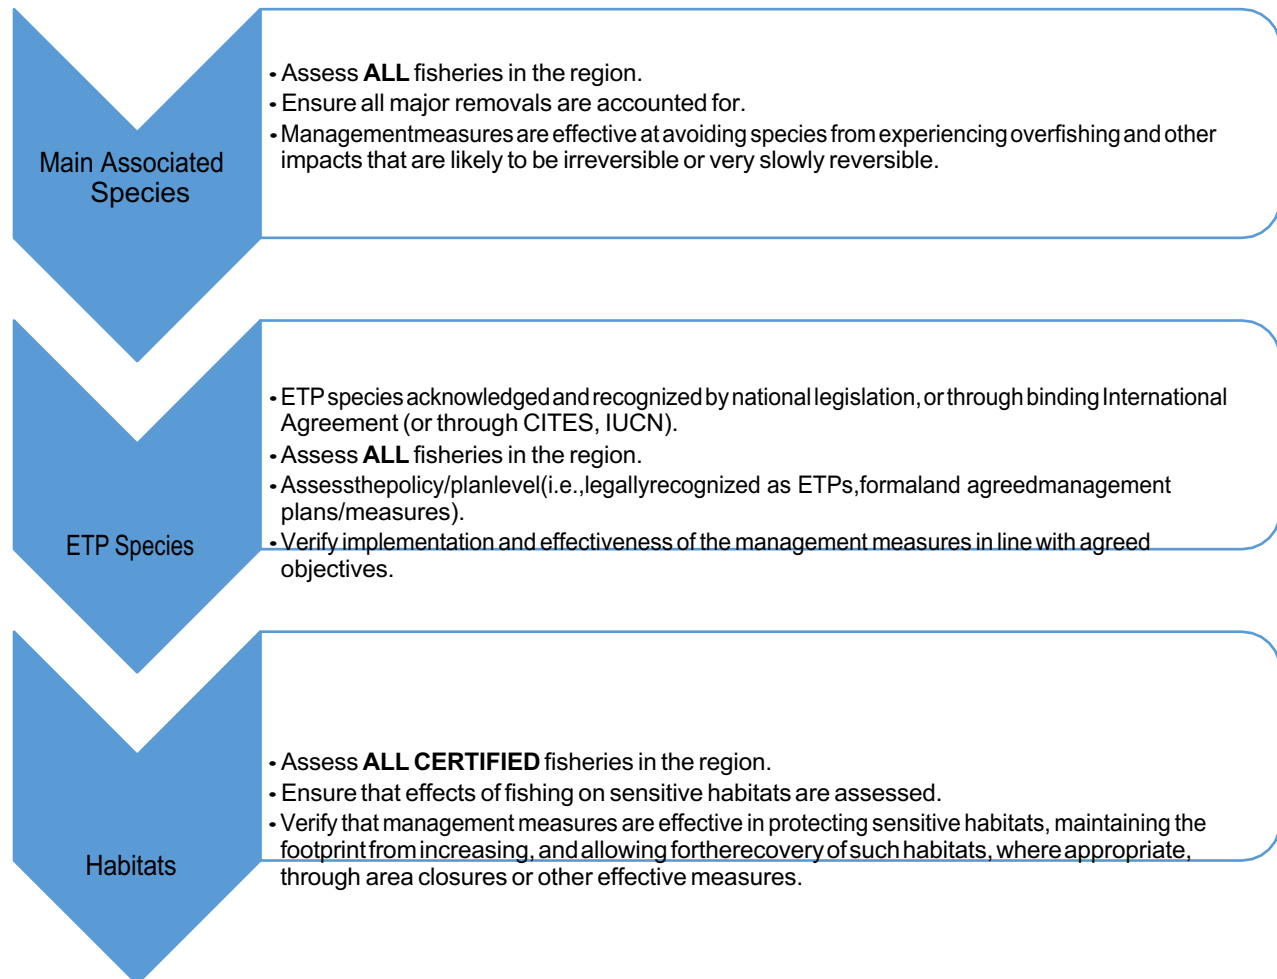 Main Associated
Species
• Assess ALL fisheries in the region.
• Ensure all major removals are accounted for.
• Managementmeasures are effective at avoiding species from experiencing overfishing and other
impacts that are likely to be irreversible or very slowly reversible.
ETP Species
• ETP species acknowledged and recognized by national legislation, or through binding International
Agreement (or through CITES, IUCN).
• Assess ALL fisheries in the region.
• Assessthepolicy/planlevel(i.e.,legallyrecognized as ETPs,formaland agreedmanagement
plans/measures).
• Verify implementation and effectiveness of the management measures in line with agreed
objectives.
Habitats
• Assess ALL CERTIFIED fisheries in the region.
• Ensure that effects of fishing on sensitive habitats are assessed.
• Verify that management measures are effective in protecting sensitive habitats, maintaining the
footprint from increasing, and allowing fortherecovery of such habitats, where appropriate,
through area closures or other effective measures.